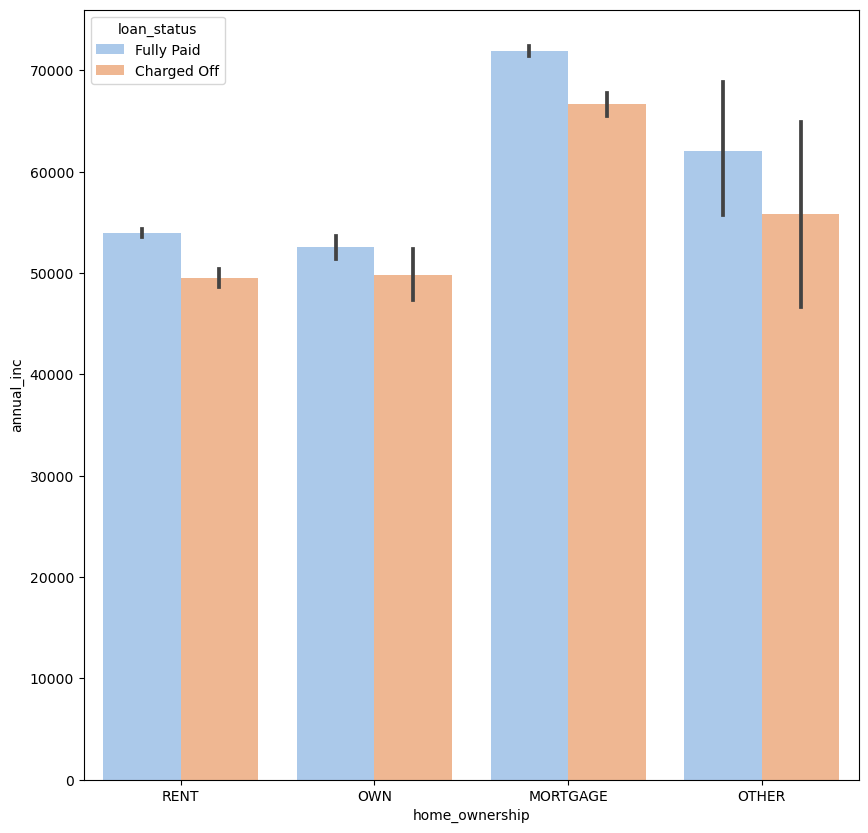 loan_status
Fully Paid
Charged Off
annual_inc
70000
60000
50000
40000
30000
20000
10000
0
RENT OWN MORTGAGE OTHER
home_ownership